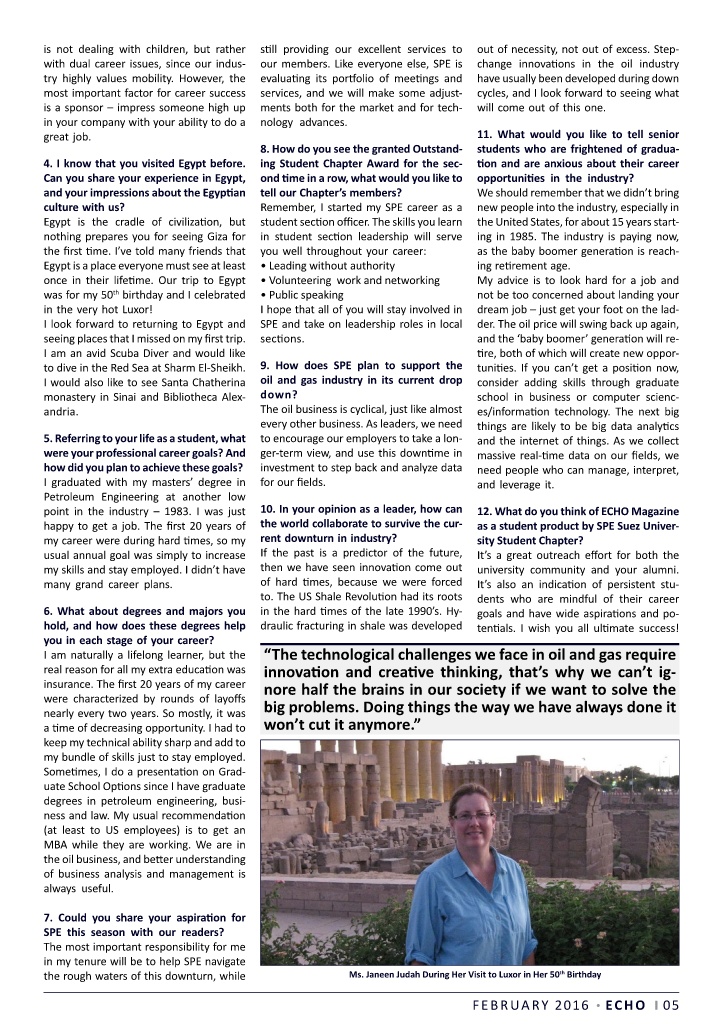 is not dealing with children, but rather
with dual career issues, since our indus-
try highly values mobility. However, the
most important factor for career success
is a sponsor – impress someone high up
in your company with your ability to do a
great job.
4. I know that you visited Egypt before.
Can you share your experience in Egypt,
and your impressions about the Egyptian
culture with us?
Egypt is the cradle of civilization, but
nothing prepares you for seeing Giza for
the first time. I’ve told many friends that
Egypt is a place everyone must see at least
once in their lifetime. Our trip to Egypt
was for my 50th birthday and I celebrated
in the very hot Luxor!
I look forward to returning to Egypt and
seeing places that I missed on my first trip.
I am an avid Scuba Diver and would like
to dive in the Red Sea at Sharm El-Sheikh.
I would also like to see Santa Chatherina
monastery in Sinai and Bibliotheca Alex-
andria.
5. Referring to your life as a student, what
were your professional career goals? And
how did you plan to achieve these goals?
I graduated with my masters’ degree in
Petroleum Engineering at another low
point in the industry – 1983. I was just
happy to get a job. The first 20 years of
my career were during hard times, so my
usual annual goal was simply to increase
my skills and stay employed. I didn’t have
many grand career plans.
6. What about degrees and majors you
hold, and how does these degrees help
you in each stage of your career?
I am naturally a lifelong learner, but the
real reason for all my extra education was
insurance. The first 20 years of my career
were characterized by rounds of layoffs
nearly every two years. So mostly, it was
a time of decreasing opportunity. I had to
keep my technical ability sharp and add to
my bundle of skills just to stay employed.
Sometimes, I do a presentation on Grad-
uate School Options since I have graduate
degrees in petroleum engineering, busi-
ness and law. My usual recommendation
(at least to US employees) is to get an
MBA while they are working. We are in
the oil business, and better understanding
of business analysis and management is
always useful.
7. Could you share your aspiration for
SPE this season with our readers?
The most important responsibility for me
in my tenure will be to help SPE navigate
the rough waters of this downturn, while
still providing our excellent services to
our members. Like everyone else, SPE is
evaluating its portfolio of meetings and
services, and we will make some adjust-
ments both for the market and for tech-
nology advances.
8. How do you see the granted Outstand-
ing Student Chapter Award for the sec-
ond time in a row, what would you like to
tell our Chapter’s members?
Remember, I started my SPE career as a
student section officer. The skills you learn
in student section leadership will serve
you well throughout your career:
• Leading without authority
• Volunteering work and networking
• Public speaking
I hope that all of you will stay involved in
SPE and take on leadership roles in local
sections.
9. How does SPE plan to support the
oil and gas industry in its current drop
down?
The oil business is cyclical, just like almost
every other business. As leaders, we need
to encourage our employers to take a lon-
ger-term view, and use this downtime in
investment to step back and analyze data
for our fields.
10. In your opinion as a leader, how can
the world collaborate to survive the cur-
rent downturn in industry?
If the past is a predictor of the future,
then we have seen innovation come out
of hard times, because we were forced
to. The US Shale Revolution had its roots
in the hard times of the late 1990’s. Hy-
draulic fracturing in shale was developed
out of necessity, not out of excess. Step-
change innovations in the oil industry
have usually been developed during down
cycles, and I look forward to seeing what
will come out of this one.
11. What would you like to tell senior
students who are frightened of gradua-
tion and are anxious about their career
opportunities in the industry?
We should remember that we didn’t bring
new people into the industry, especially in
the United States, for about 15 years start-
ing in 1985. The industry is paying now,
as the baby boomer generation is reach-
ing retirement age.
My advice is to look hard for a job and
not be too concerned about landing your
dream job – just get your foot on the lad-
der. The oil price will swing back up again,
and the ‘baby boomer’ generation will re-
tire, both of which will create new oppor-
tunities. If you can’t get a position now,
consider adding skills through graduate
school in business or computer scienc-
es/information technology. The next big
things are likely to be big data analytics
and the internet of things. As we collect
massive real-time data on our fields, we
need people who can manage, interpret,
and leverage it.
12. What do you think of ECHO Magazine
as a student product by SPE Suez Univer-
sity Student Chapter?
It’s a great outreach effort for both the
university community and your alumni.
It’s also an indication of persistent stu-
dents who are mindful of their career
goals and have wide aspirations and po-
tentials. I wish you all ultimate success!
“The technological challenges we face in oil and gas require
innovation and creative thinking, that’s why we can’t ig-
nore half the brains in our society if we want to solve the
big problems. Doing things the way we have always done it
won’t cut it anymore.”
Ms. Janeen Judah During Her Visit to Luxor in Her 50th Birthday
FEBRUARY 2016 • ECHO | 05